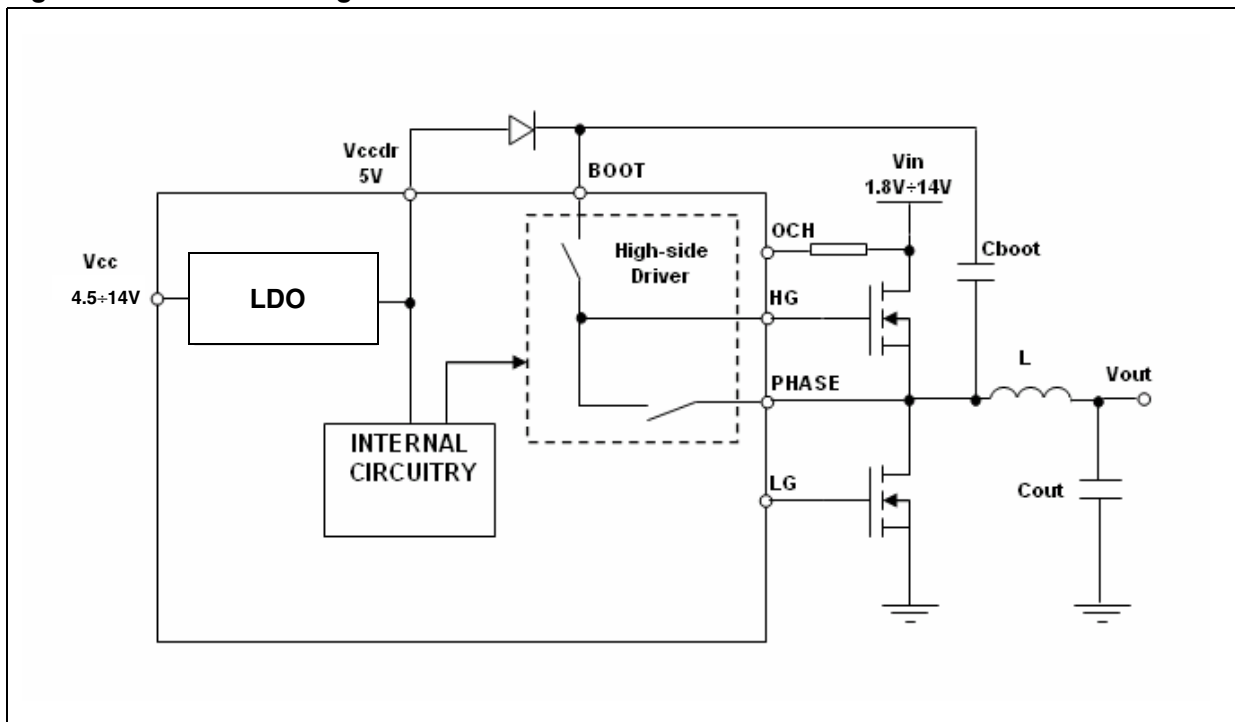 Vccdr
5V
BOOT
Vin
1.8V÷14V
OCH
High-side
Driver
Cboot
Vcc
4.5÷14V
LDO
HG
L
Vout
PHASE
INTERNAL
CIRCUITRY
LG
Cout